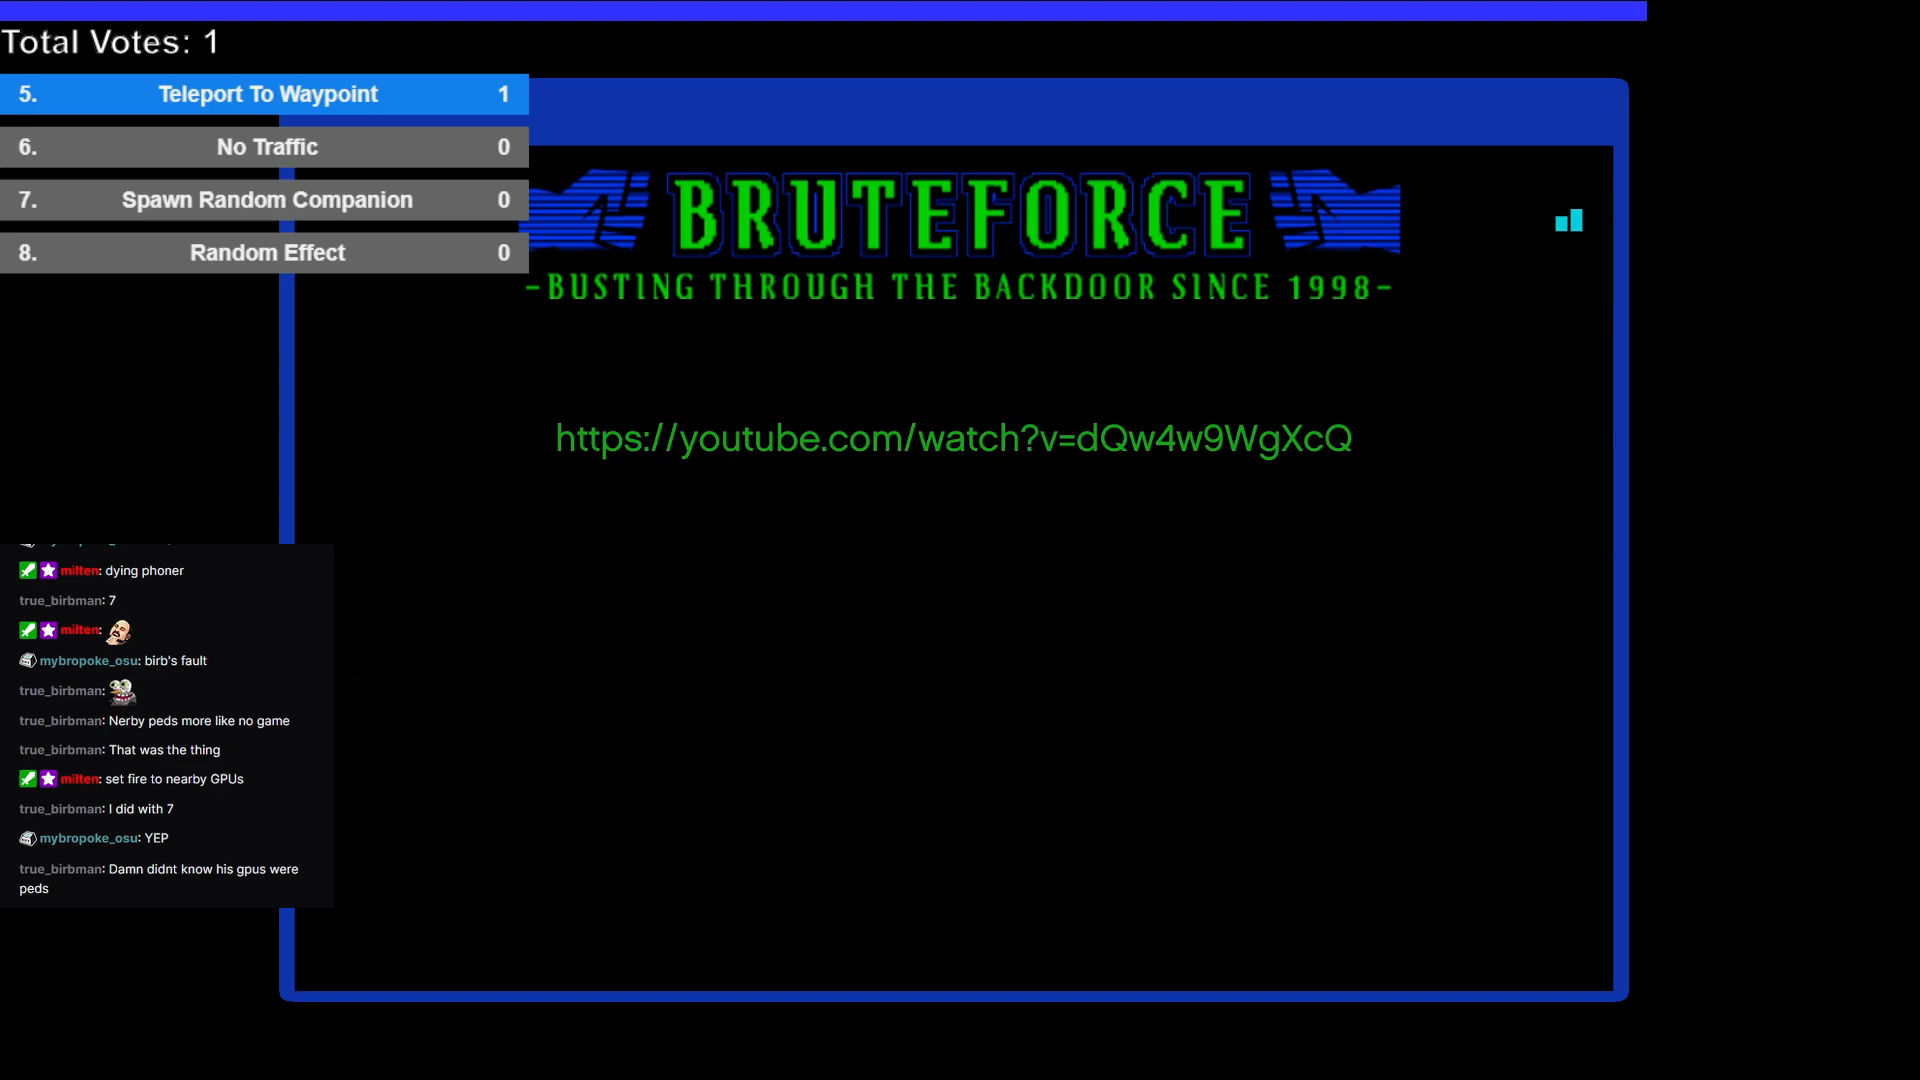 Total Votes: 1
5. Teleport To Waypoint 1
6. No Traffic 0
7. Spawn Random Companion 0
8. Random Effect 0
BRUTEFORCE
-BUSTING THROUGH THE BACKDOOR SINCE 1998-
https://youtube.com/watch?v=dQw4w9WgXcQ
milten: dying phoner
true_birbman: 7
milten:
mybropoke_osu: birb's fault
true_birbman:
true_birbman: Nerby peds more like no game
true_birbman: That was the thing
milten: set fire to nearby GPUs
true_birbman: I did with 7
mybropoke_osu: YEP
true_birbman: Damn didnt know his gpus were
peds